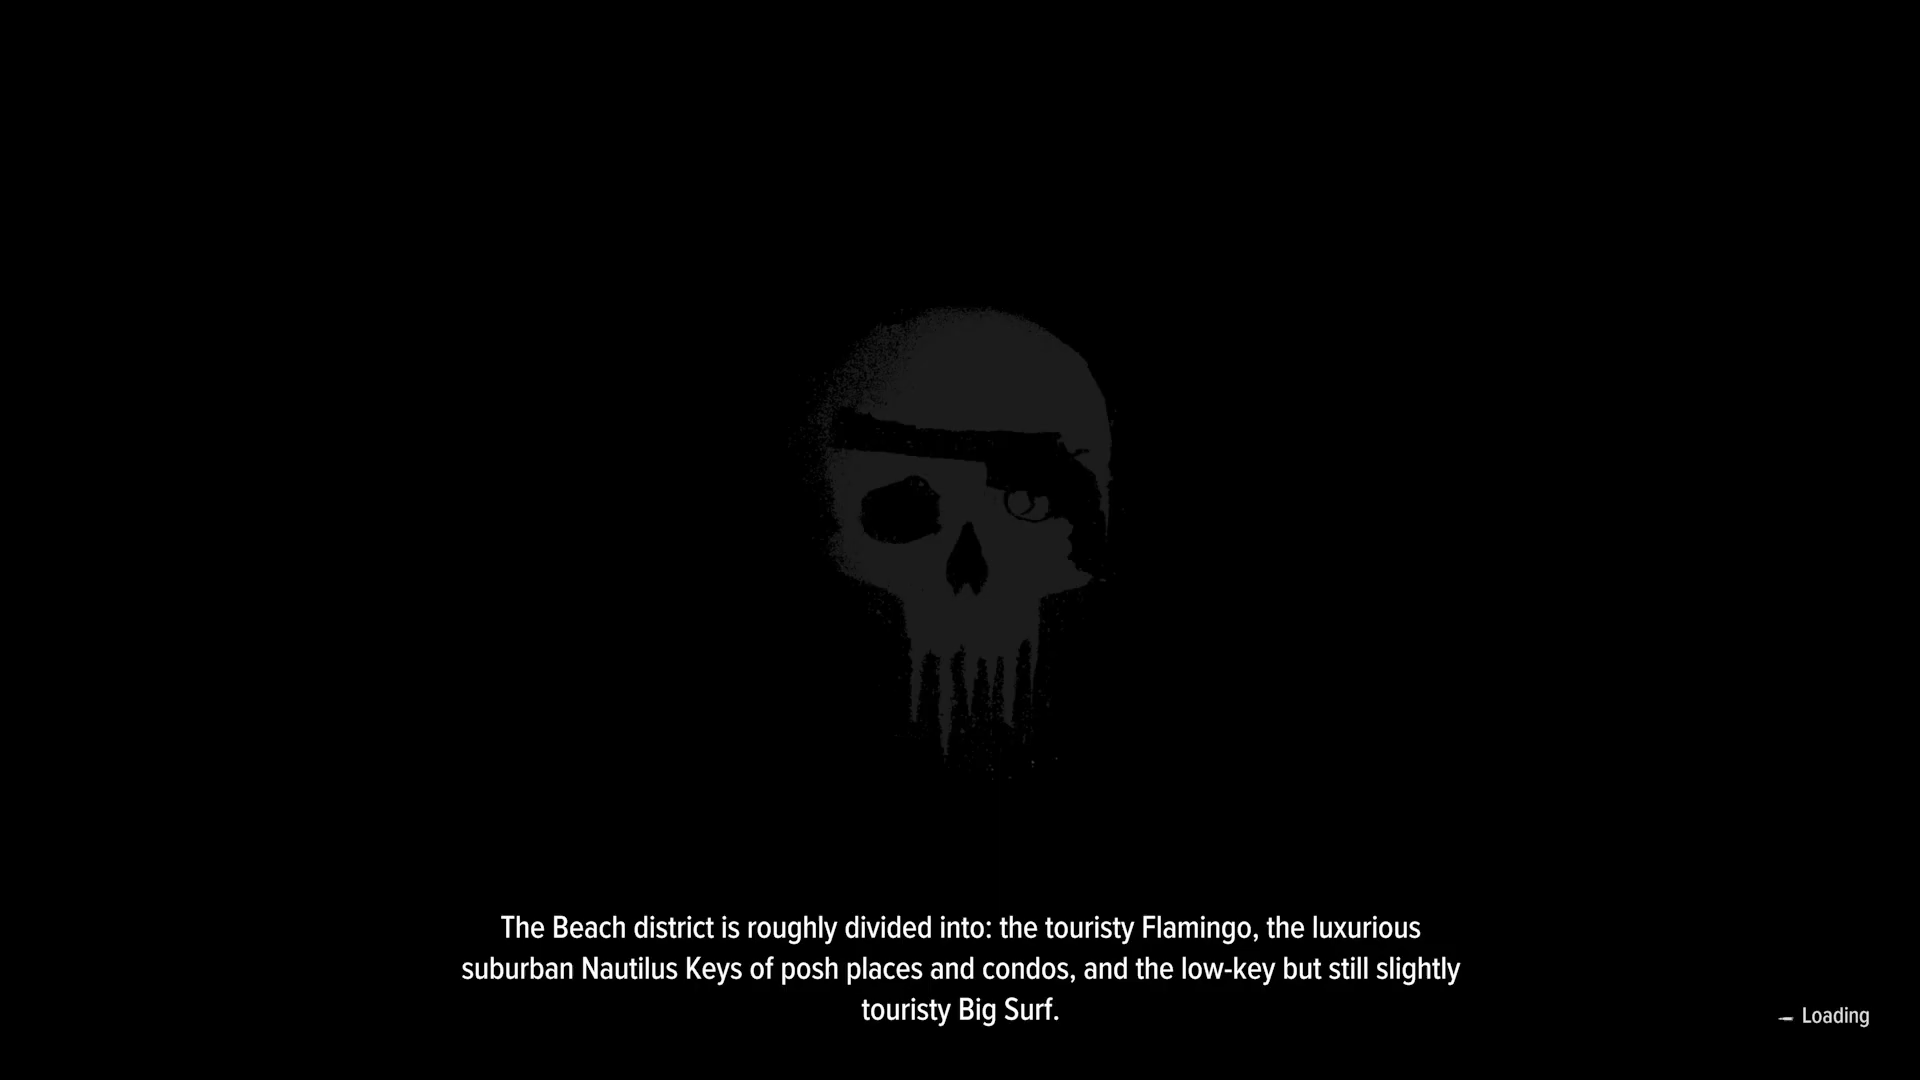 The Beach district is roughly divided into: the touristy Flamingo, the luxurious
suburban Nautilus Keys of posh places and condos, and the low-key but still slightly
touristy Big Surf.
Loading